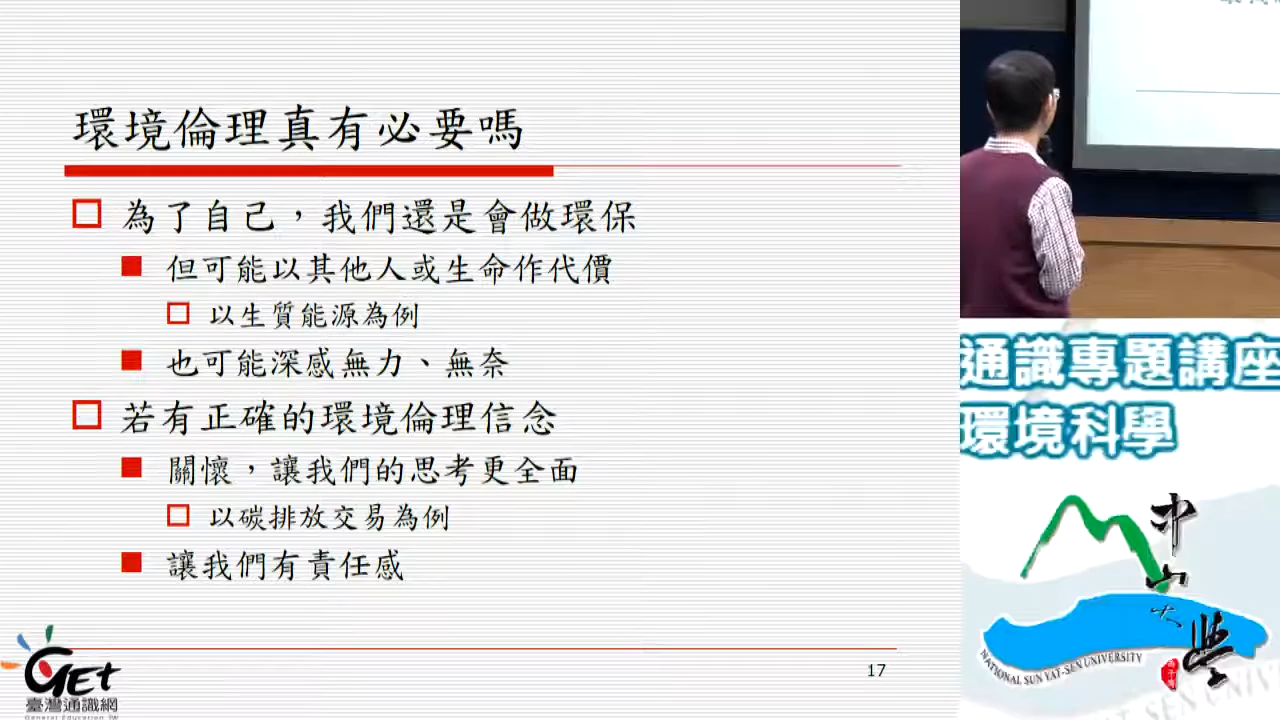 環境倫理真有必要嗎
為了自己，我們還是會做環保
但可能以其他人或生命作代價
以生質能源為例
也可能深感無力、無奈
若有正確的環境倫理信念
關懷，讓我們的思考更全面
以碳排放交易為例
讓我們有責任感
17
GET
臺灣通識網
General Education TW
通識專題講座
環境科學
中山大學
NATIONAL SUN YAT-SEN UNIVERSITY